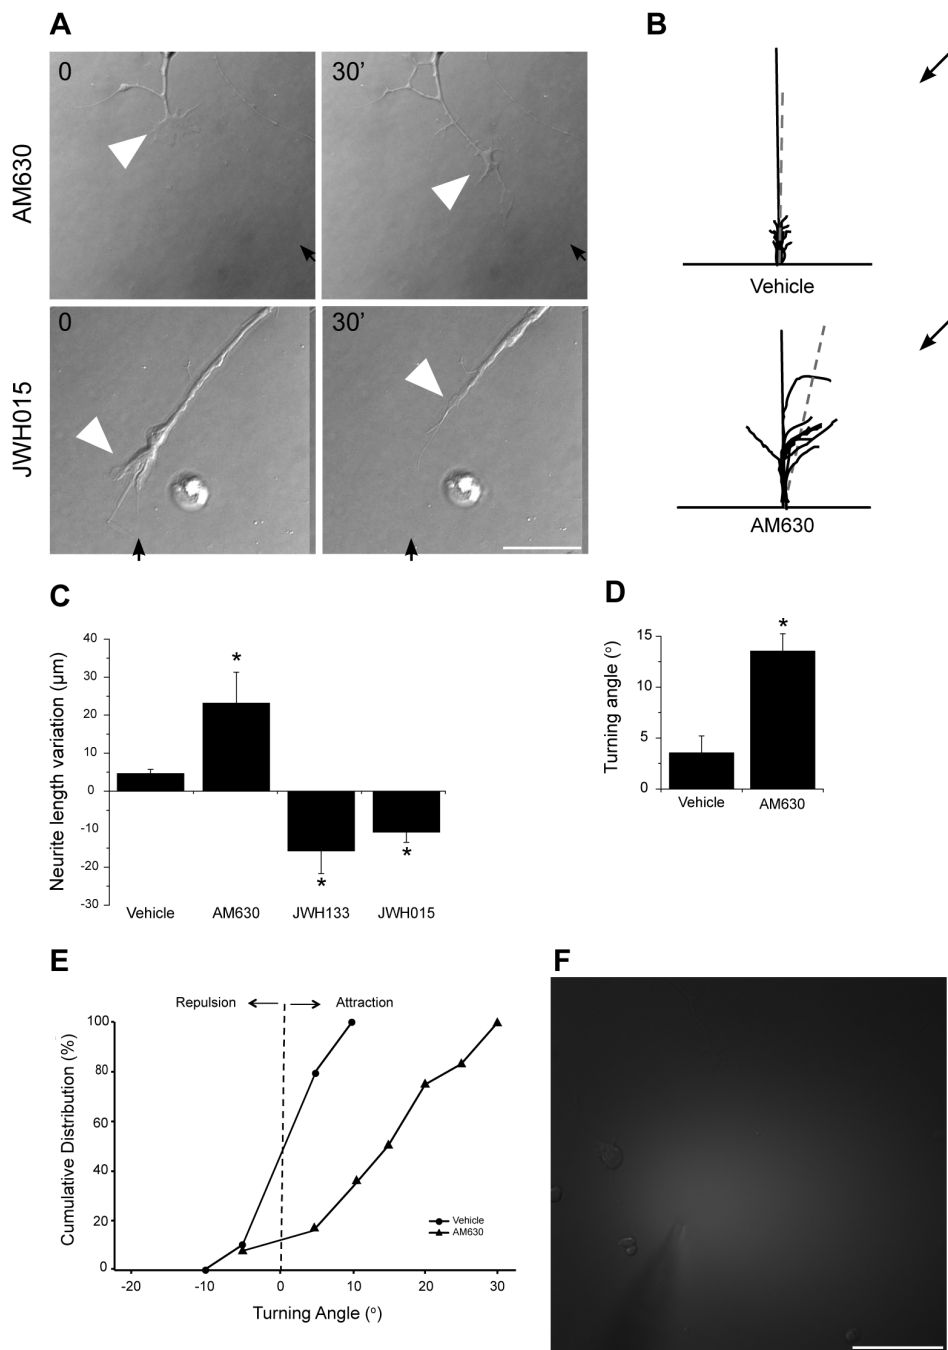 A
B
0
30’
AM630
Vehicle
0
30’
JWH015
AM630
C
D
Neurite length variation (µm)
40
30
20
10
0
-10
-20
-30
*
*
*
*
Vehicle
AM630
JWH133
JWH015
Turning angle (°)
15
10
5
0
*
Vehicle
AM630
E
F
Repulsion
Attraction
Cumulative Distribution (%)
100
80
60
40
20
0
Vehicle
AM630
-20
-10
0
10
20
30
Turning Angle (°)